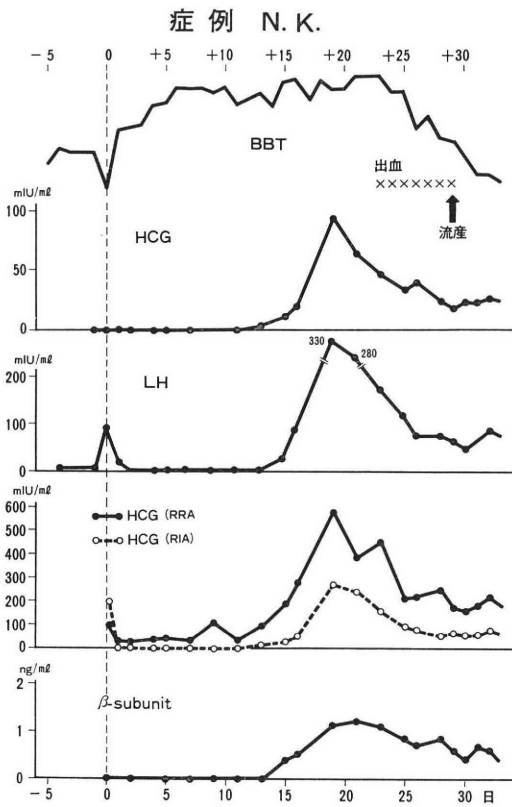 症例 N. K.
−5 0 +5 +10 +15 +20 +25 +30
BBT
出血
×××××××
流産
mIU/mℓ
100
50
0
HCG
mIU/mℓ
200
100
0
LH
330
280
mIU/mℓ
600
500
400
300
200
100
0
HCG (RRA
HCG (RIA)
ng/mℓ
2
1
0
β-subunit
−5 0 5 10 15 20 25 30 日